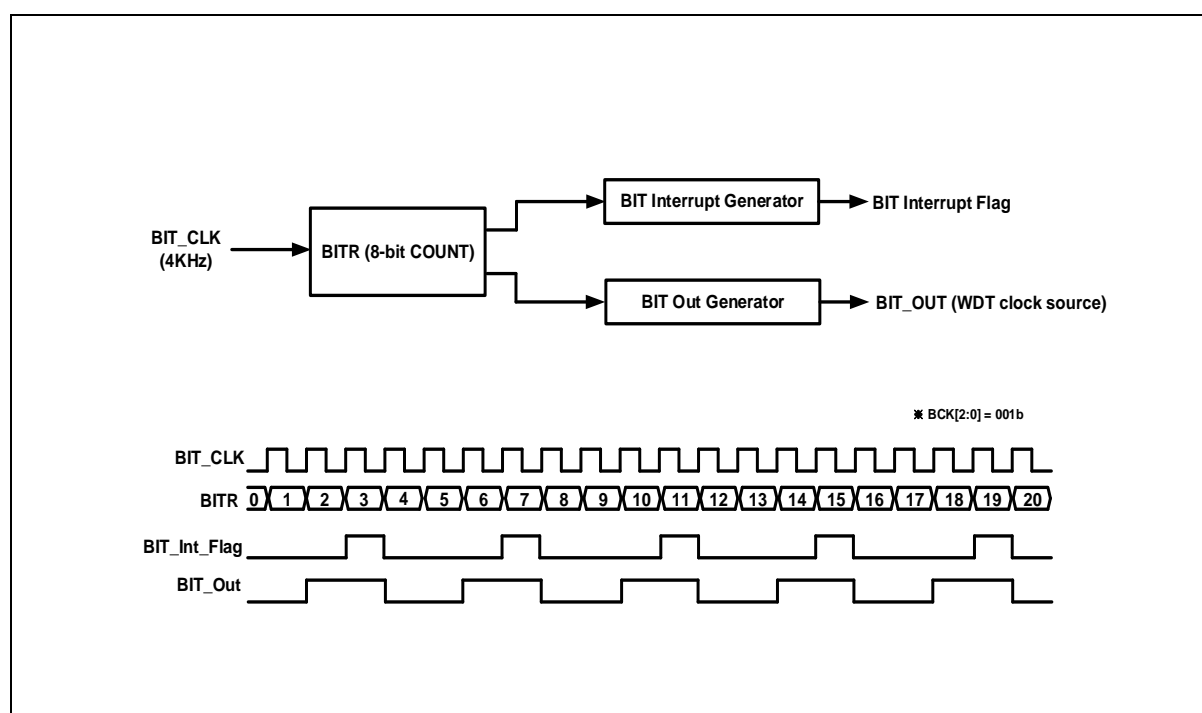 BIT_CLK
(4KHz)
BITR (8-bit COUNT)
BIT Interrupt Generator
BIT Interrupt Flag
BIT Out Generator
BIT_OUT (WDT clock source)
※ BCK[2:0] = 001b
BIT_CLK
BITR 0 1 2 3 4 5 6 7 8 9 10 11 12 13 14 15 16 17 18 19 20
BIT_Int_Flag
BIT_Out